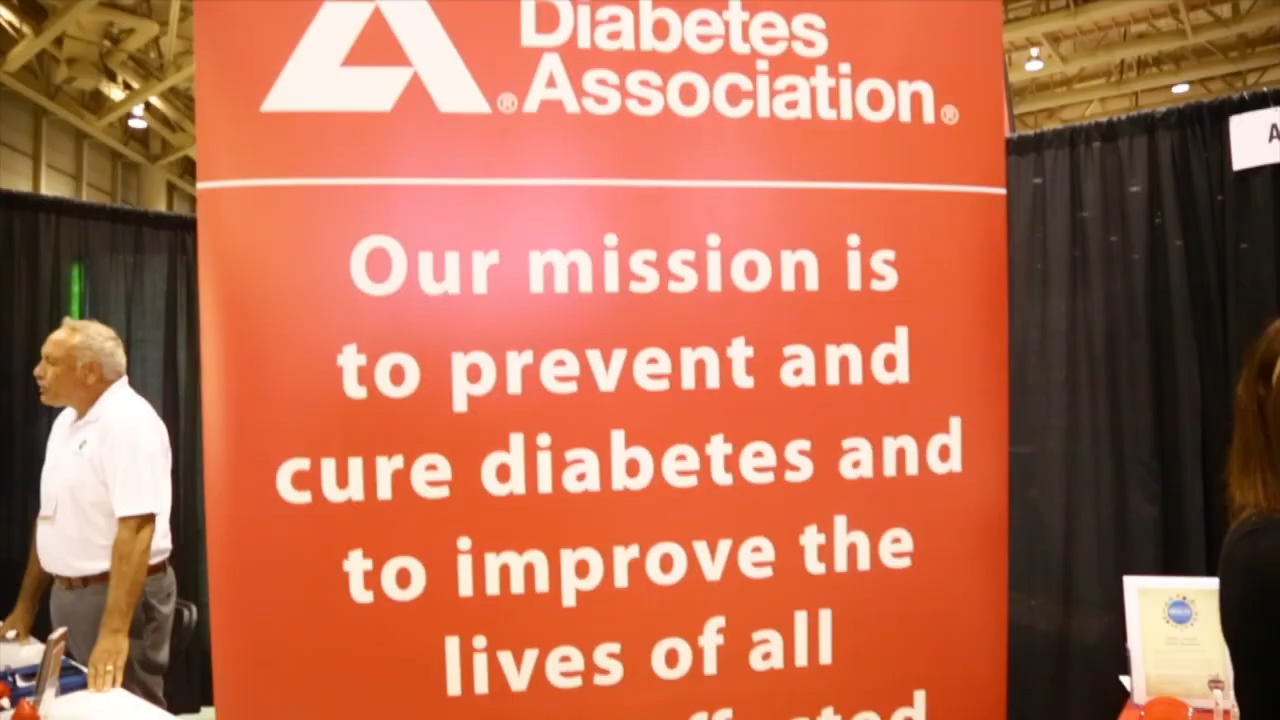 Diabetes
Association
Our mission is
to prevent and
cure diabetes and
to improve the
lives of all
A